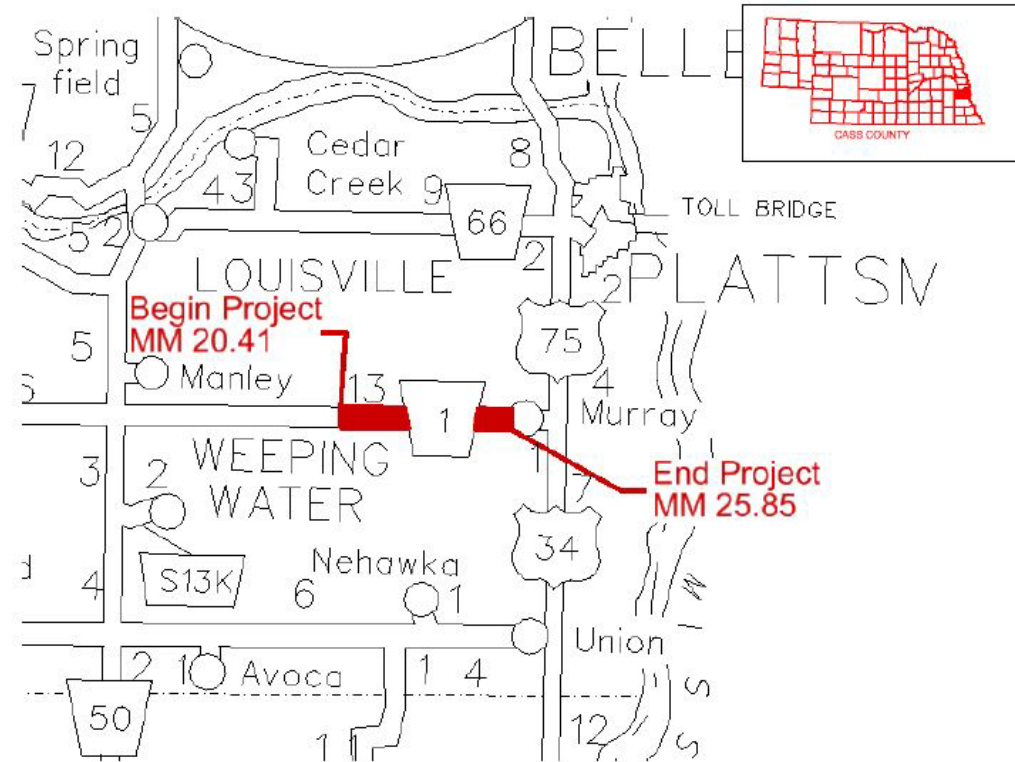 Spring
field
BELLE
CASS COUNTY
5
12
Cedar
Creek
8
43
9
66
TOLL BRIDGE
5
2
2
2
LOUISVILLE
PLATTSM
Begin Project
MM 20.41
75
5
Manley
13
4
1
Murray
1
WEEPING
WATER
3
2
End Project
MM 25.85
7
34
S13K
Nehawka
4
6
1
Union
2
1
Avoca
1
4
50
11
12
M
I
S
S